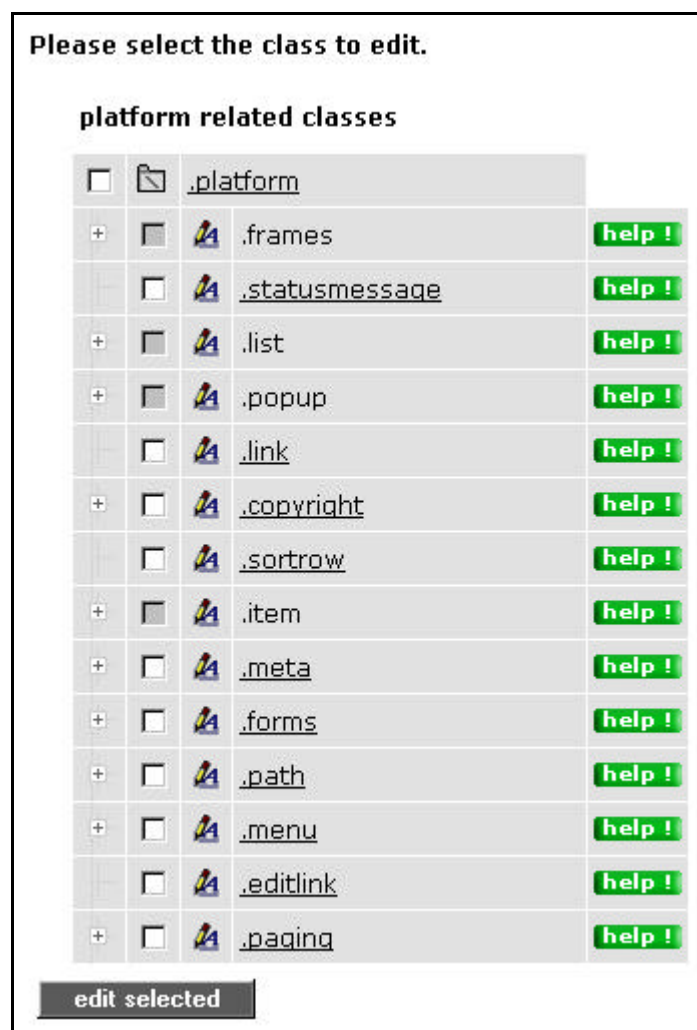 Please select the class to edit.
platform related classes
.platform
.frames help !
.statusmessage help !
.list help !
.popup help !
.link help !
.copyright help !
.sortrow help !
.item help !
.meta help !
.forms help !
.path help !
.menu help !
.editlink help !
.paging help !
edit selected